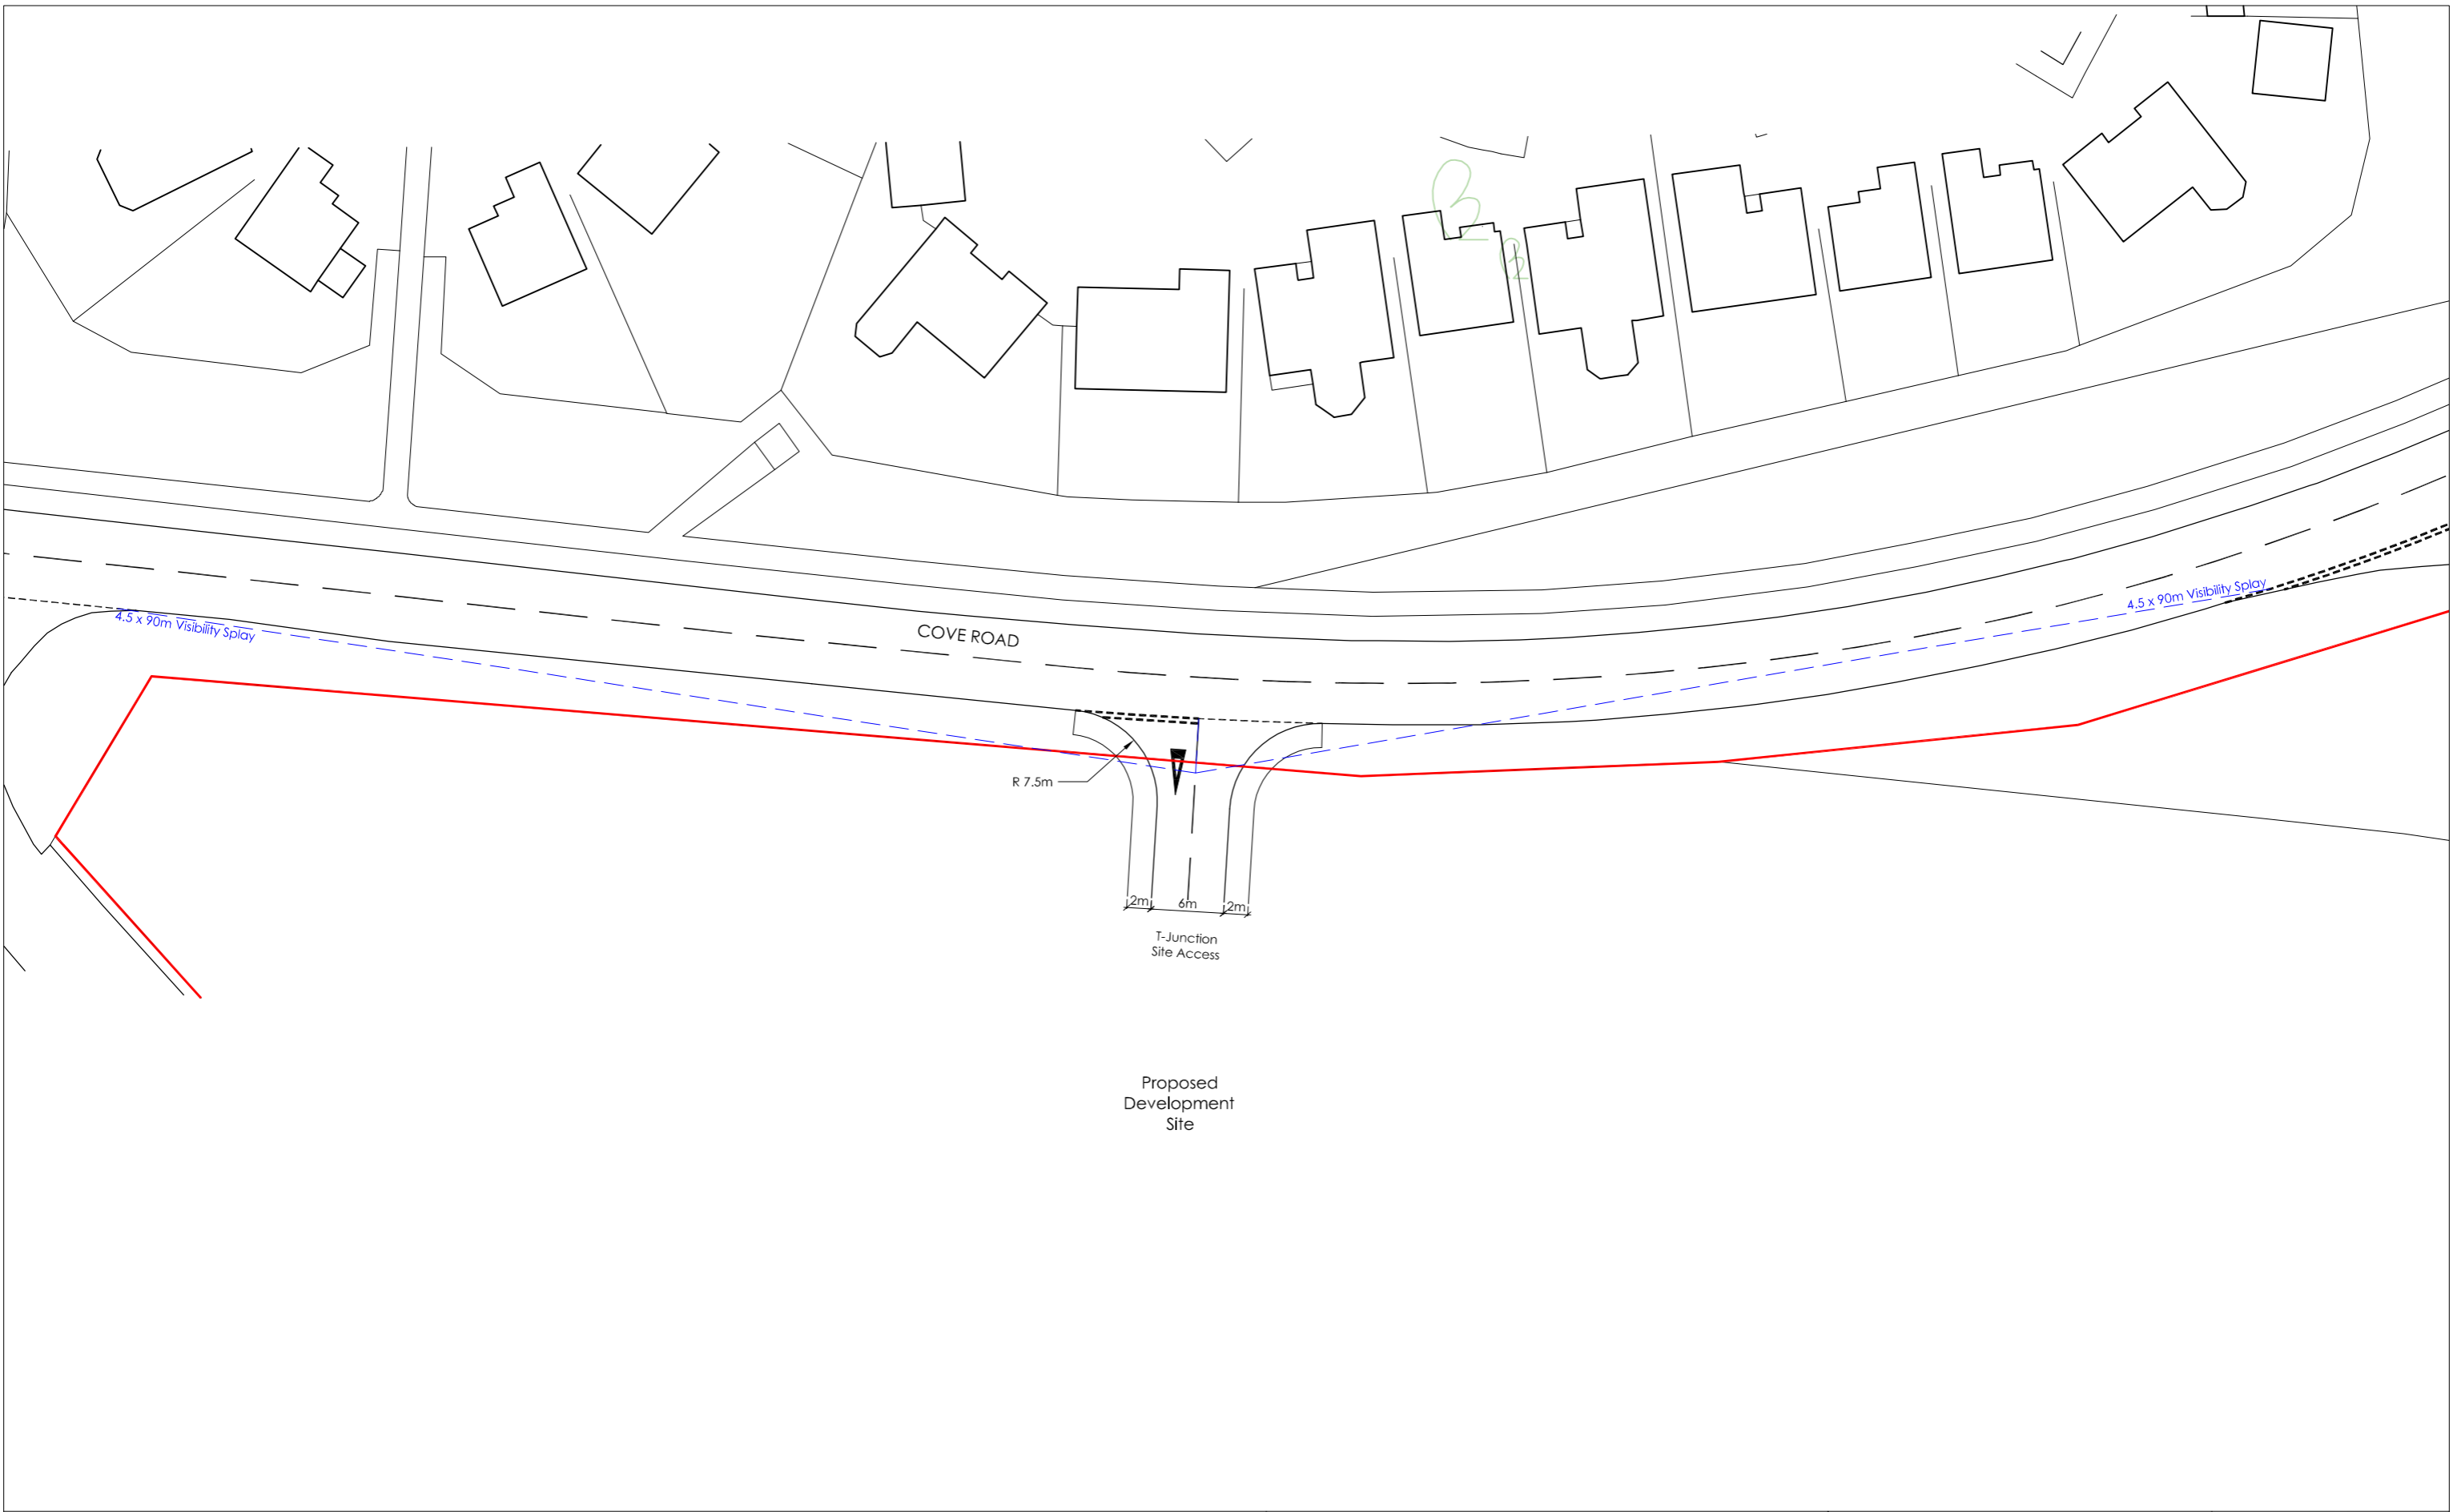 4.5 x 90m Visibility Splay
4.5 x 90m Visibility Splay
COVE ROAD
R 7.5m
2m
6m
2m
T-Junction
Site Access
Proposed
Development
Site